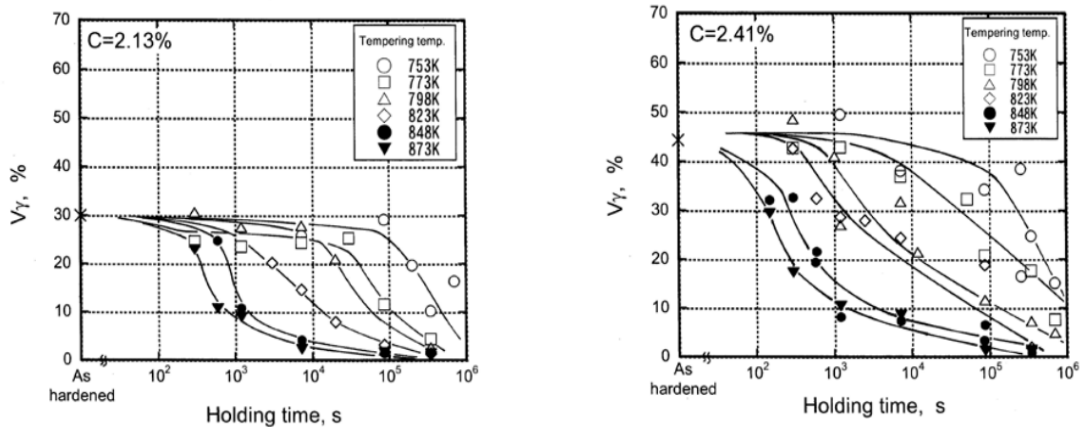 C=2.13%
Tempering temp.
753K
773K
798K
823K
848K
873K
70
60
50
40
30
20
10
0
Vγ, %
As hardened
10²
10³
10⁴
10⁵
10⁶
Holding time, s
C=2.41%
Tempering temp.
753K
773K
798K
823K
848K
873K
70
60
50
40
30
20
10
0
Vγ, %
As hardened
10²
10³
10⁴
10⁵
10⁶
Holding time, s